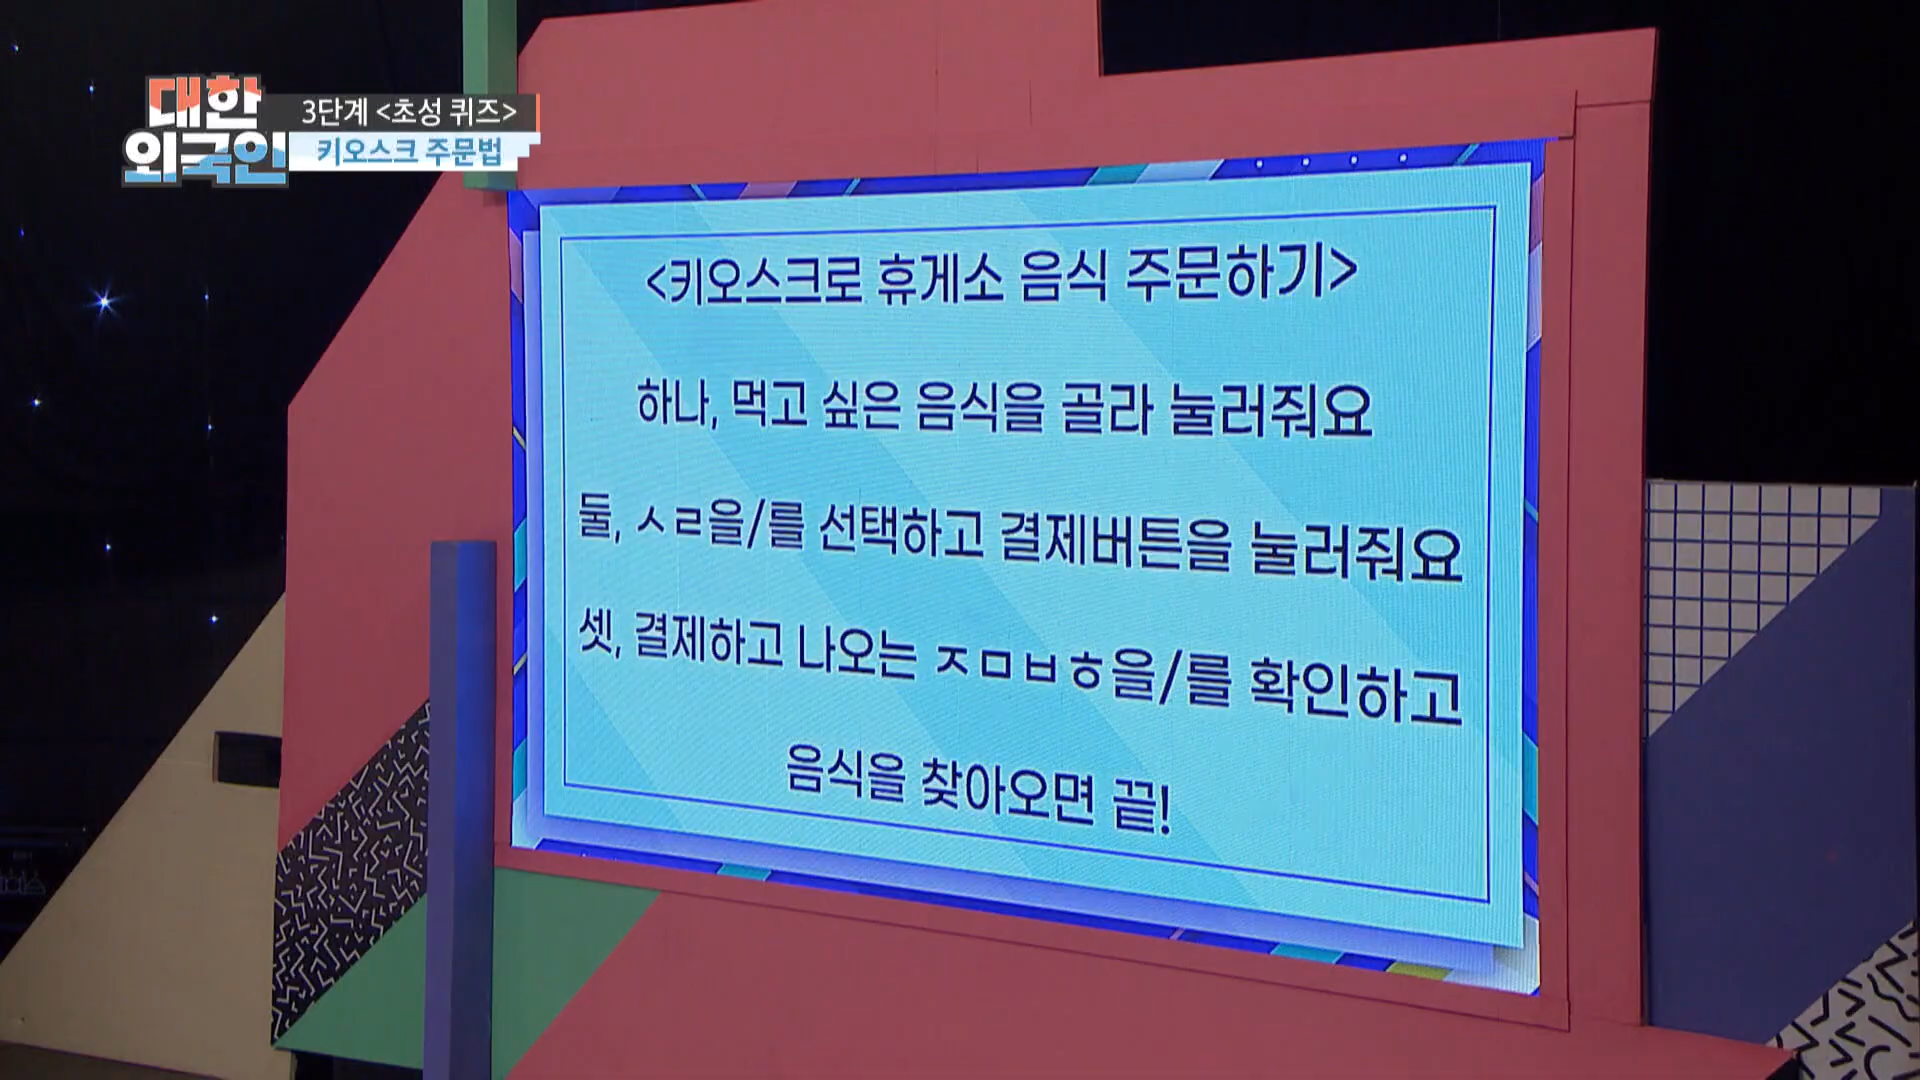 대한
외국인
3단계 <초성 퀴즈>
키오스크 주문법
<키오스크로 휴게소 음식 주문하기>
하나, 먹고 싶은 음식을 골라 눌러줘요
둘, ㅅㄹ을/를 선택하고 결제버튼을 눌러줘요
셋, 결제하고 나오는 ㅈㅁㅂㅎ을/를 확인하고
음식을 찾아오면 끝!